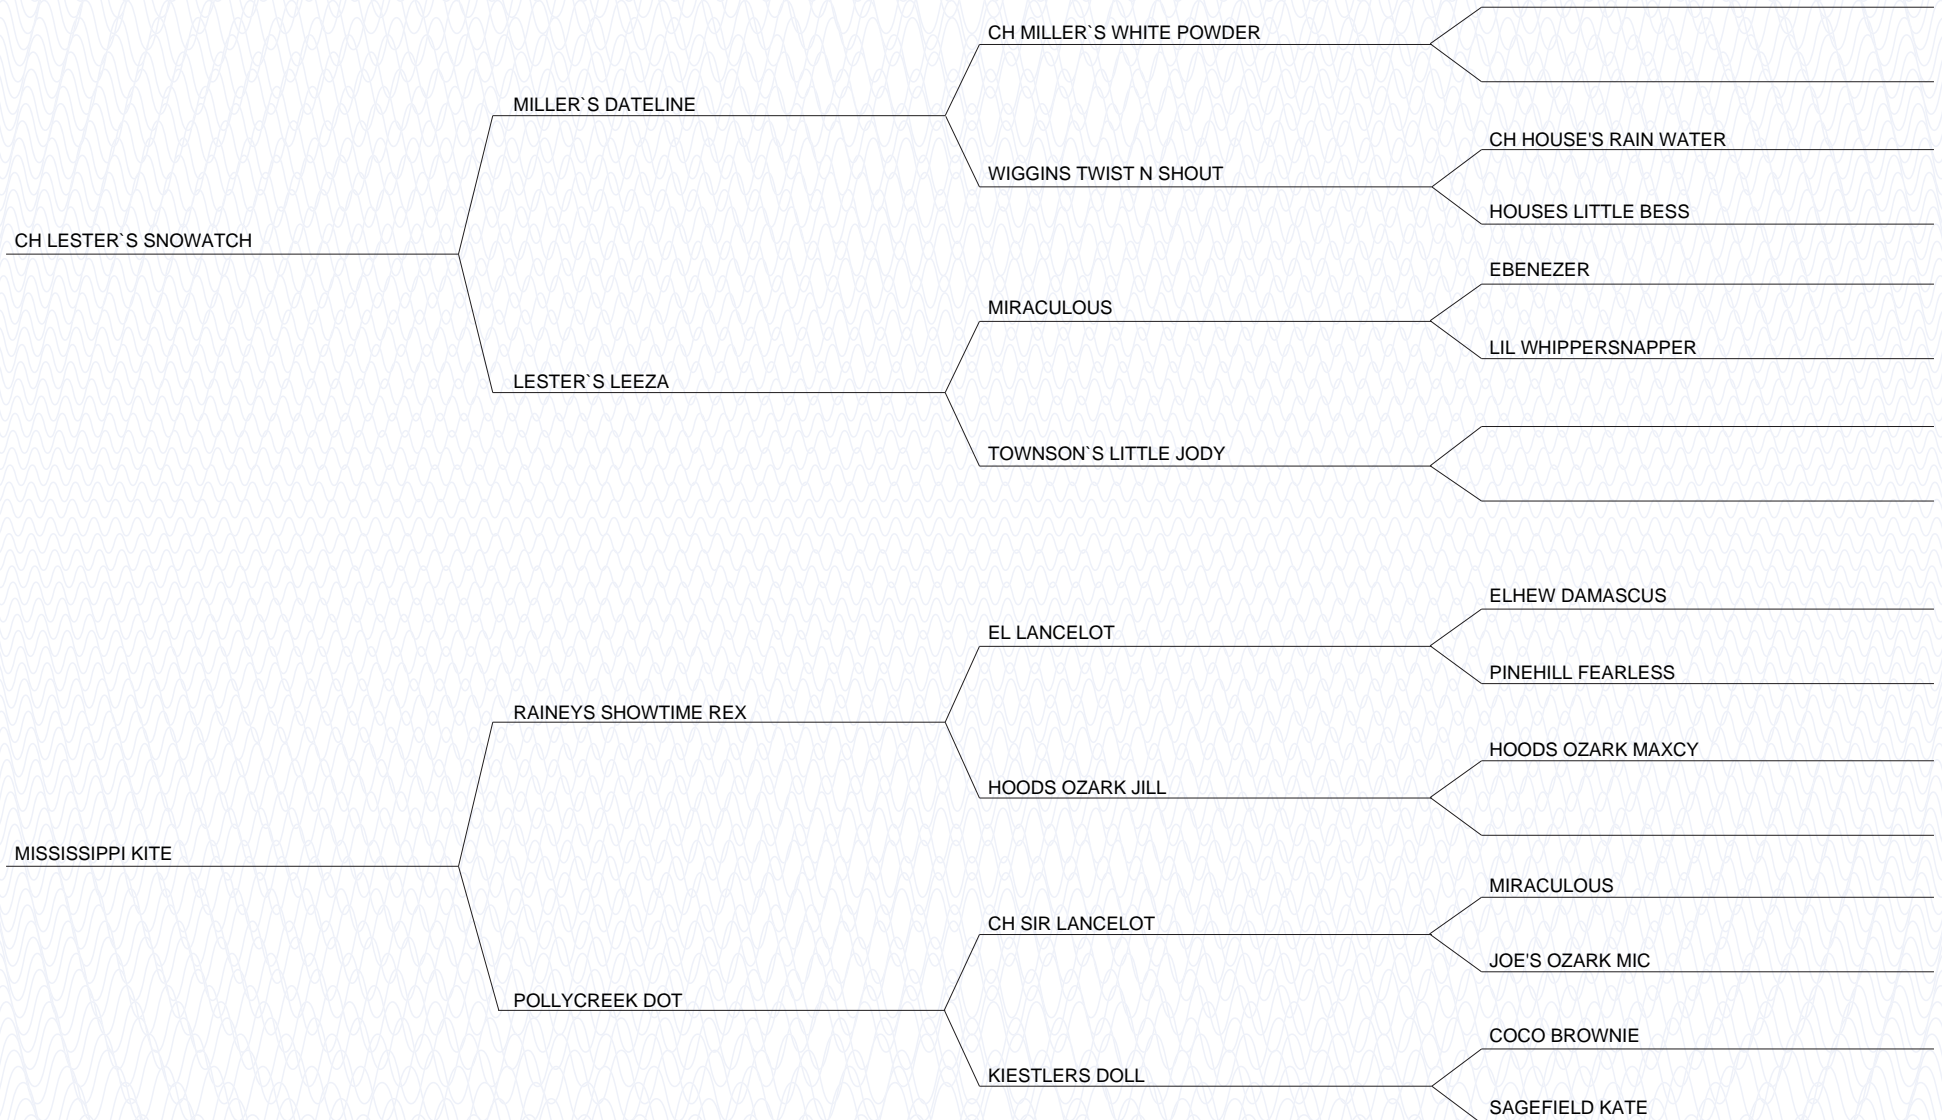 CH MILLER`S WHITE POWDER
MILLER`S DATELINE
CH HOUSE'S RAIN WATER
WIGGINS TWIST N SHOUT
HOUSES LITTLE BESS
CH LESTER`S SNOWATCH
EBENEZER
MIRACULOUS
LIL WHIPPERSNAPPER
LESTER`S LEEZA
TOWNSON`S LITTLE JODY
ELHEW DAMASCUS
EL LANCELOT
PINEHILL FEARLESS
RAINEYS SHOWTIME REX
HOODS OZARK MAXCY
HOODS OZARK JILL
MISSISSIPPI KITE
MIRACULOUS
CH SIR LANCELOT
JOE'S OZARK MIC
POLLYCREEK DOT
COCO BROWNIE
KIESTLERS DOLL
SAGEFIELD KATE